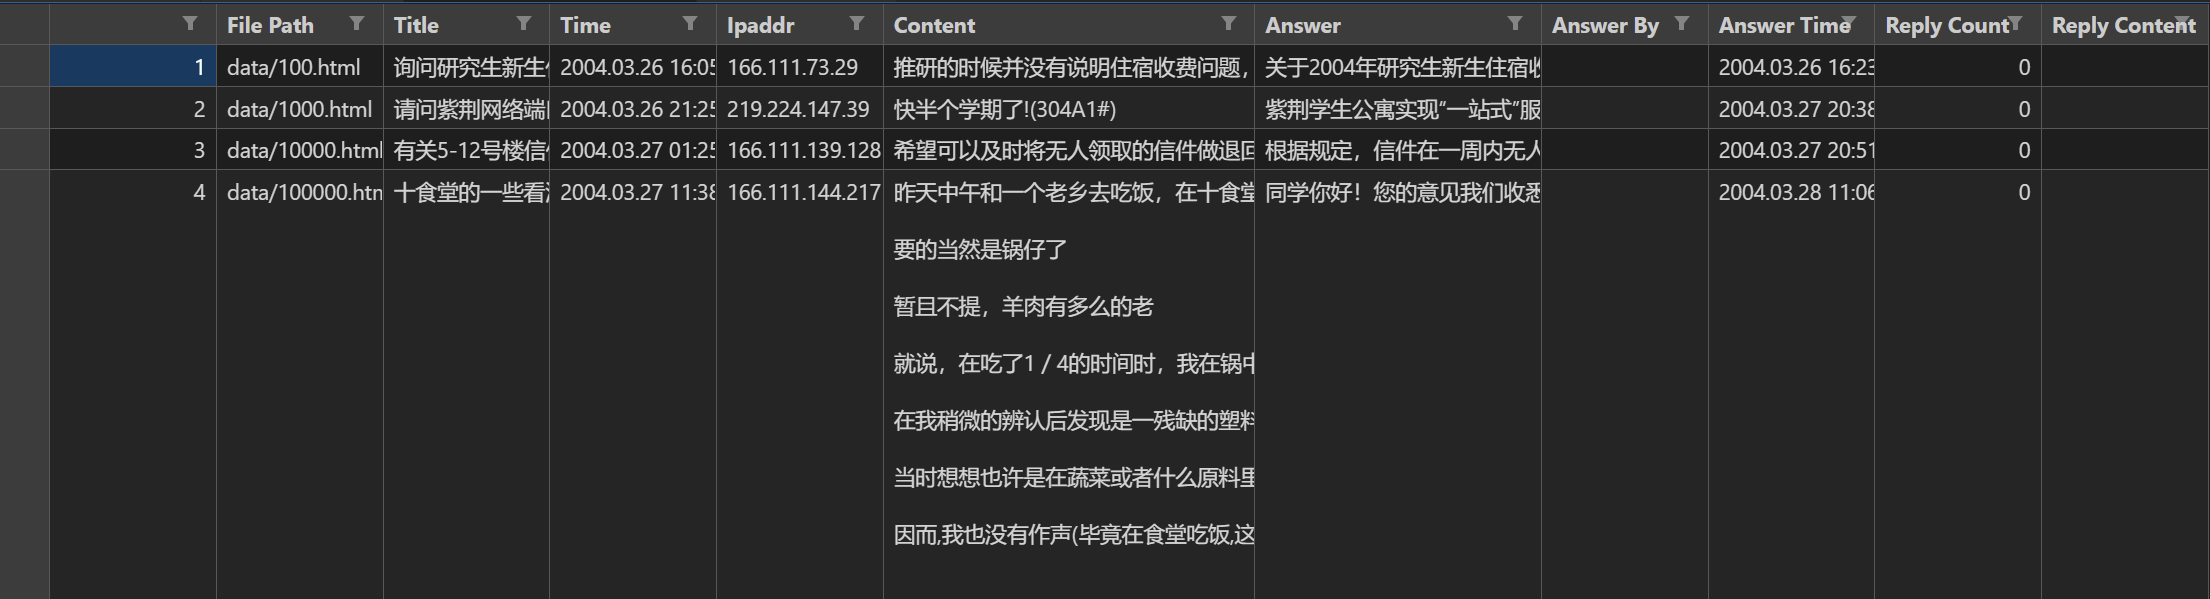 File Path Title Time Ipaddr Content Answer Answer By Answer Time Reply Count Reply Content
1 data/100.html 询问研究生新生 2004.03.26 16:05 166.111.73.29 推研的时候并没有说明住宿收费问题， 关于2004年研究生新生住宿收 2004.03.26 16:23 0
2 data/1000.html 请问紫荆网络端口 2004.03.26 21:25 219.224.147.39 快半个学期了!(304A1#) 紫荆学生公寓实现“一站式”服 2004.03.27 20:38 0
3 data/10000.html 有关5-12号楼信 2004.03.27 01:25 166.111.139.128 希望可以及时将无人领取的信件做退回 根据规定，信件在一周内无人 2004.03.27 20:51 0
4 data/100000.htm 十食堂的一些看 2004.03.27 11:38 166.111.144.217 昨天中午和一个老乡去吃饭，在十食堂 同学你好！您的意见我们收悉 2004.03.28 11:06 0
要的当然是锅仔了
暂且不提，羊肉有多么的老
就说，在吃了1 / 4的时间时，我在锅中
在我稍微的辨认后发现是一残缺的塑料
当时想想也许是在蔬菜或者什么原料里
因而,我也没有作声(毕竟在食堂吃饭,这